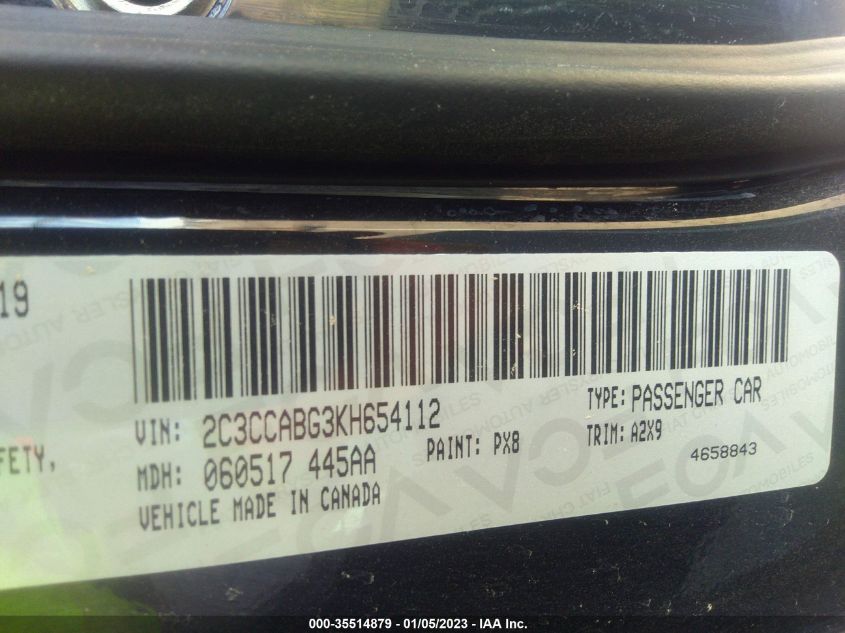 19
VIN: 2C3CCABG3KH654112
TYPE: PASSENGER CAR
FETY,
MDH: 060517 445AA
PAINT: PX8
TRIM: A2X9
VEHICLE MADE IN CANADA
4658843
000-35514879 — 01/05/2023 — IAA Inc.